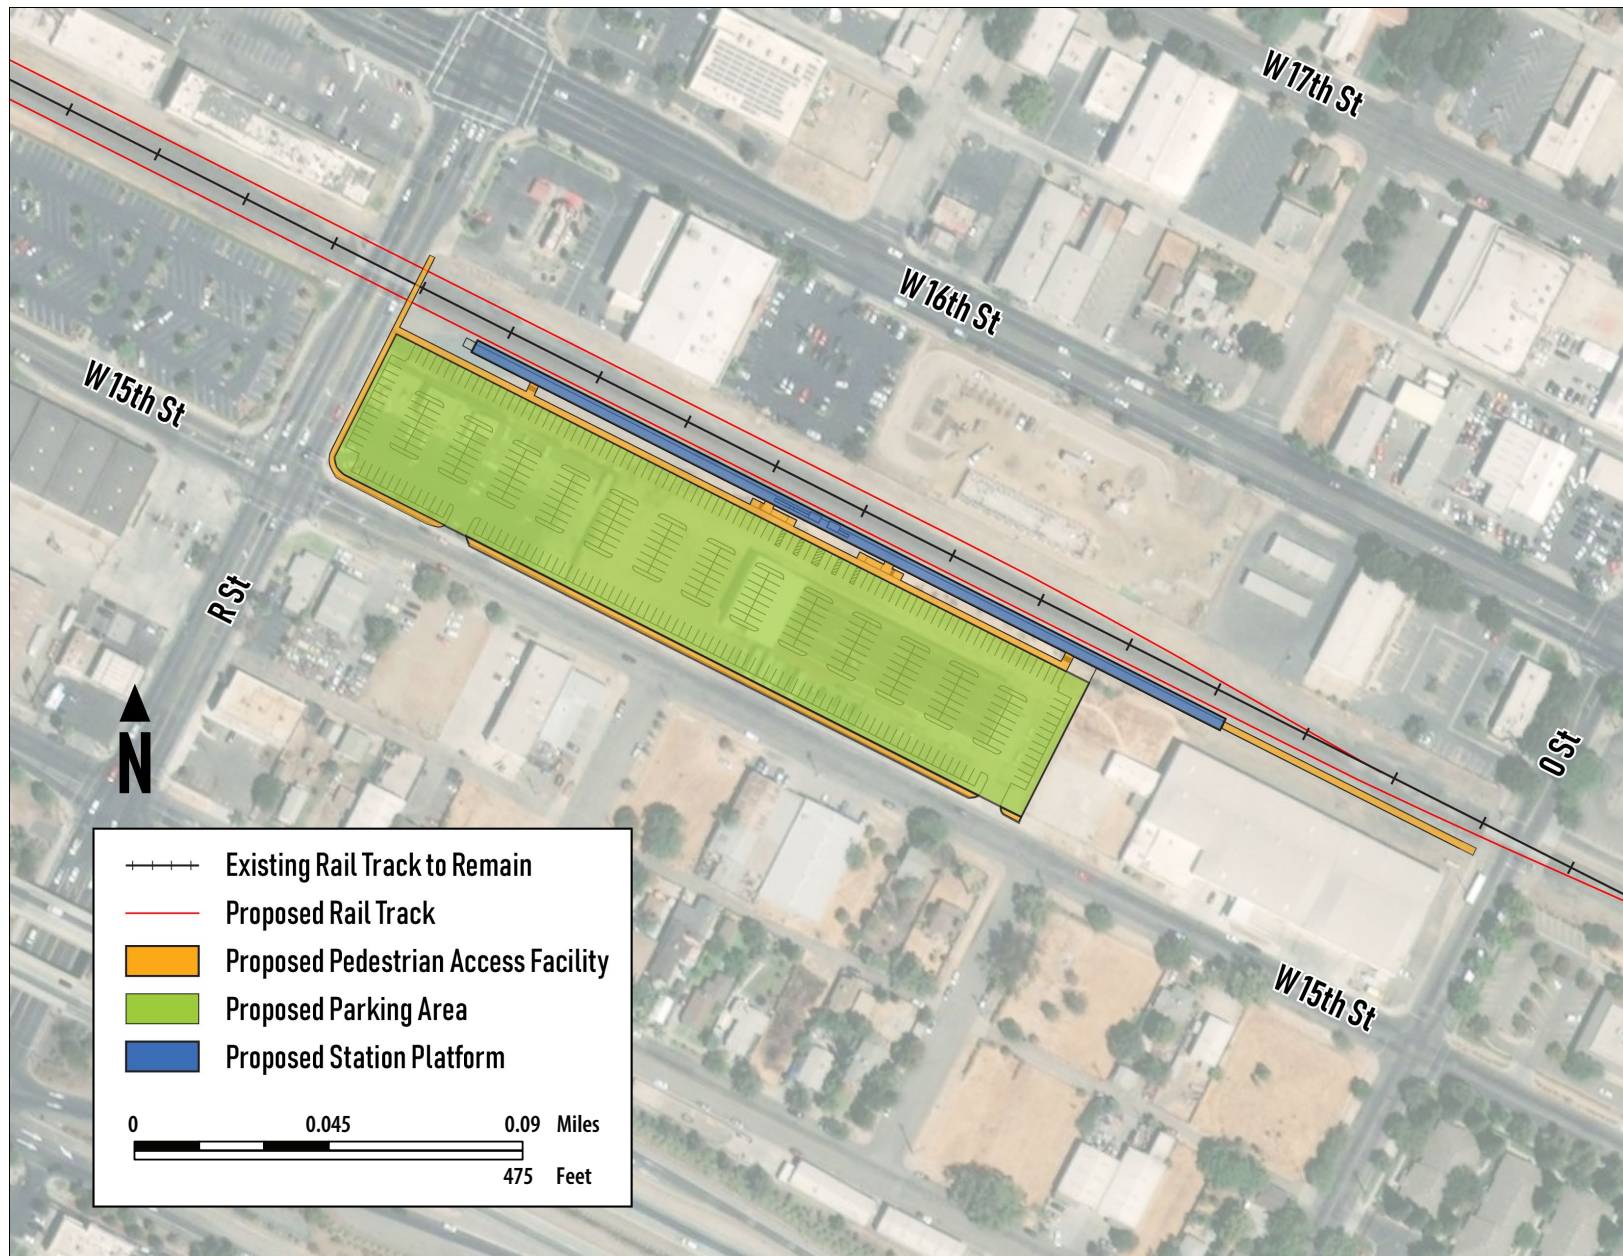 W 17th St
W 16th St
W 15th St
R St
O St
W 15th St
N
Existing Rail Track to Remain
Proposed Rail Track
Proposed Pedestrian Access Facility
Proposed Parking Area
Proposed Station Platform
0 0.045 0.09 Miles
475 Feet